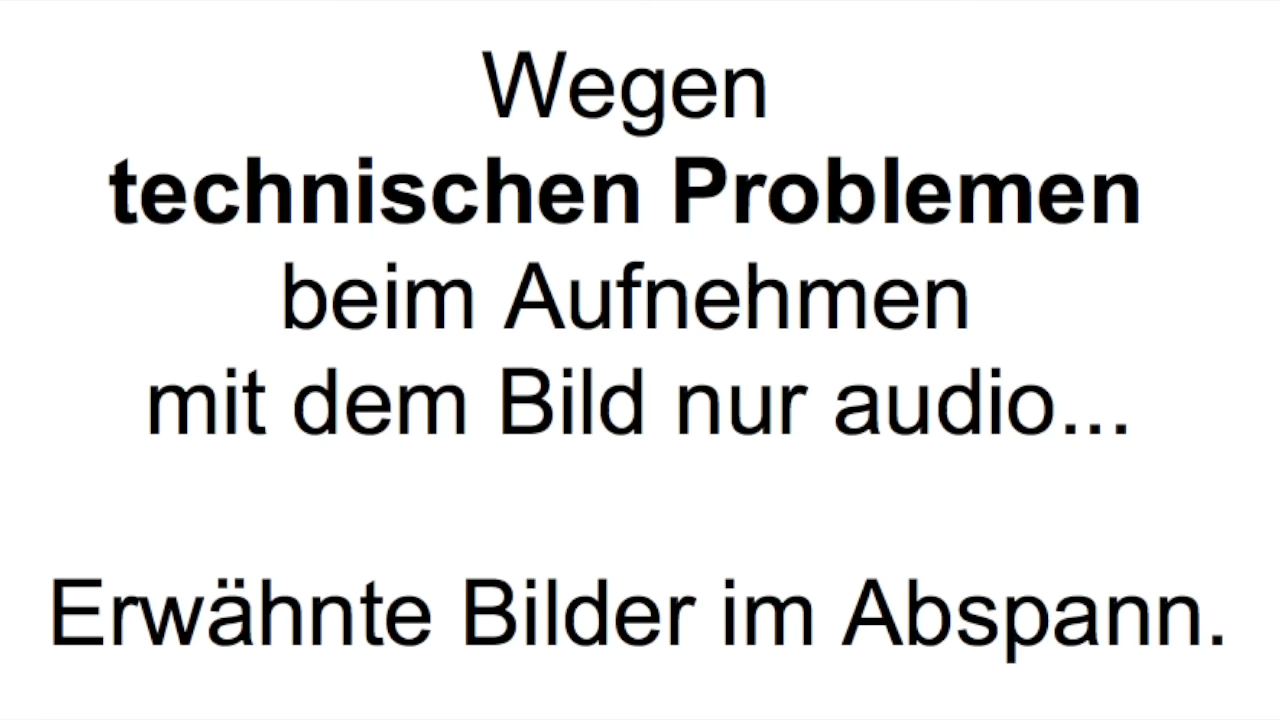 Wegen
technischen Problemen
beim Aufnehmen
mit dem Bild nur audio...
Erwähnte Bilder im Abspann.